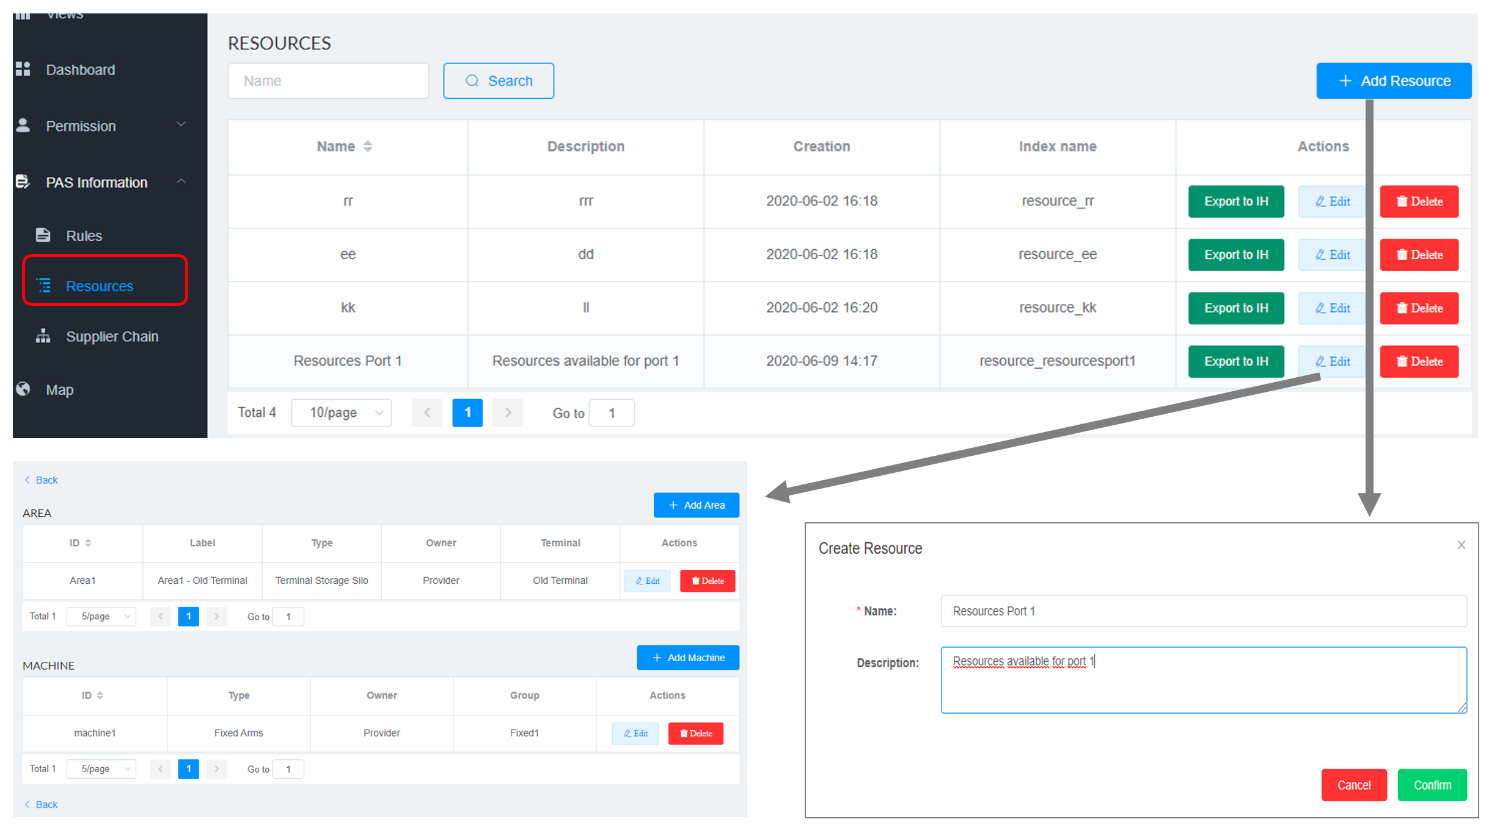 Views
Dashboard
Permission
PAS Information
Rules
Resources
Supplier Chain
Map
RESOURCES
Name
Search
+ Add Resource
Name Description Creation Index name Actions
rr rrr 2020-06-02 16:18 resource_rr Export to IH Edit Delete
ee dd 2020-06-02 16:18 resource_ee Export to IH Edit Delete
kk ll 2020-06-02 16:20 resource_kk Export to IH Edit Delete
Resources Port 1 Resources available for port 1 2020-06-09 14:17 resource_resourcesport1 Export to IH Edit Delete
Total 4 10/page < 1 > Go to 1
< Back
+ Add Area
AREA
ID Label Type Owner Terminal Actions
Area1 Area1 - Old Terminal Terminal Storage Silo Provider Old Terminal Edit Delete
Total 1 5/page < 1 > Go to 1
+ Add Machine
MACHINE
ID Type Owner Group Actions
machine1 Fixed Arms Provider Fixed1 Edit Delete
Total 1 5/page < 1 > Go to 1
< Back
Create Resource
* Name: Resources Port 1
Description: Resources available for port 1
Cancel Confirm